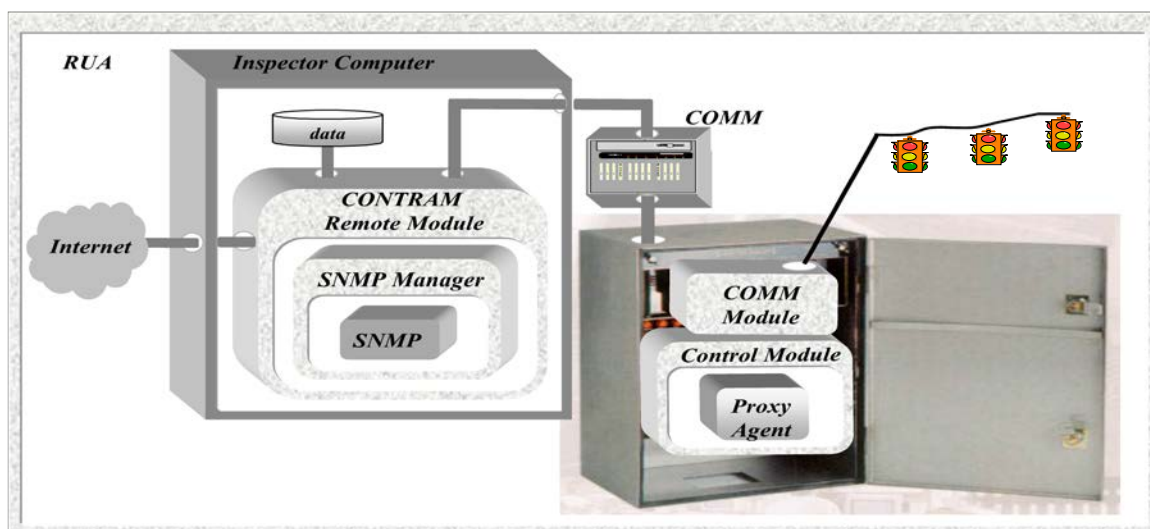 RUA
Inspector Computer
data
COMM
CONTRAM
Remote Module
Internet
SNMP Manager
SNMP
COMM
Module
Control Module
Proxy
Agent